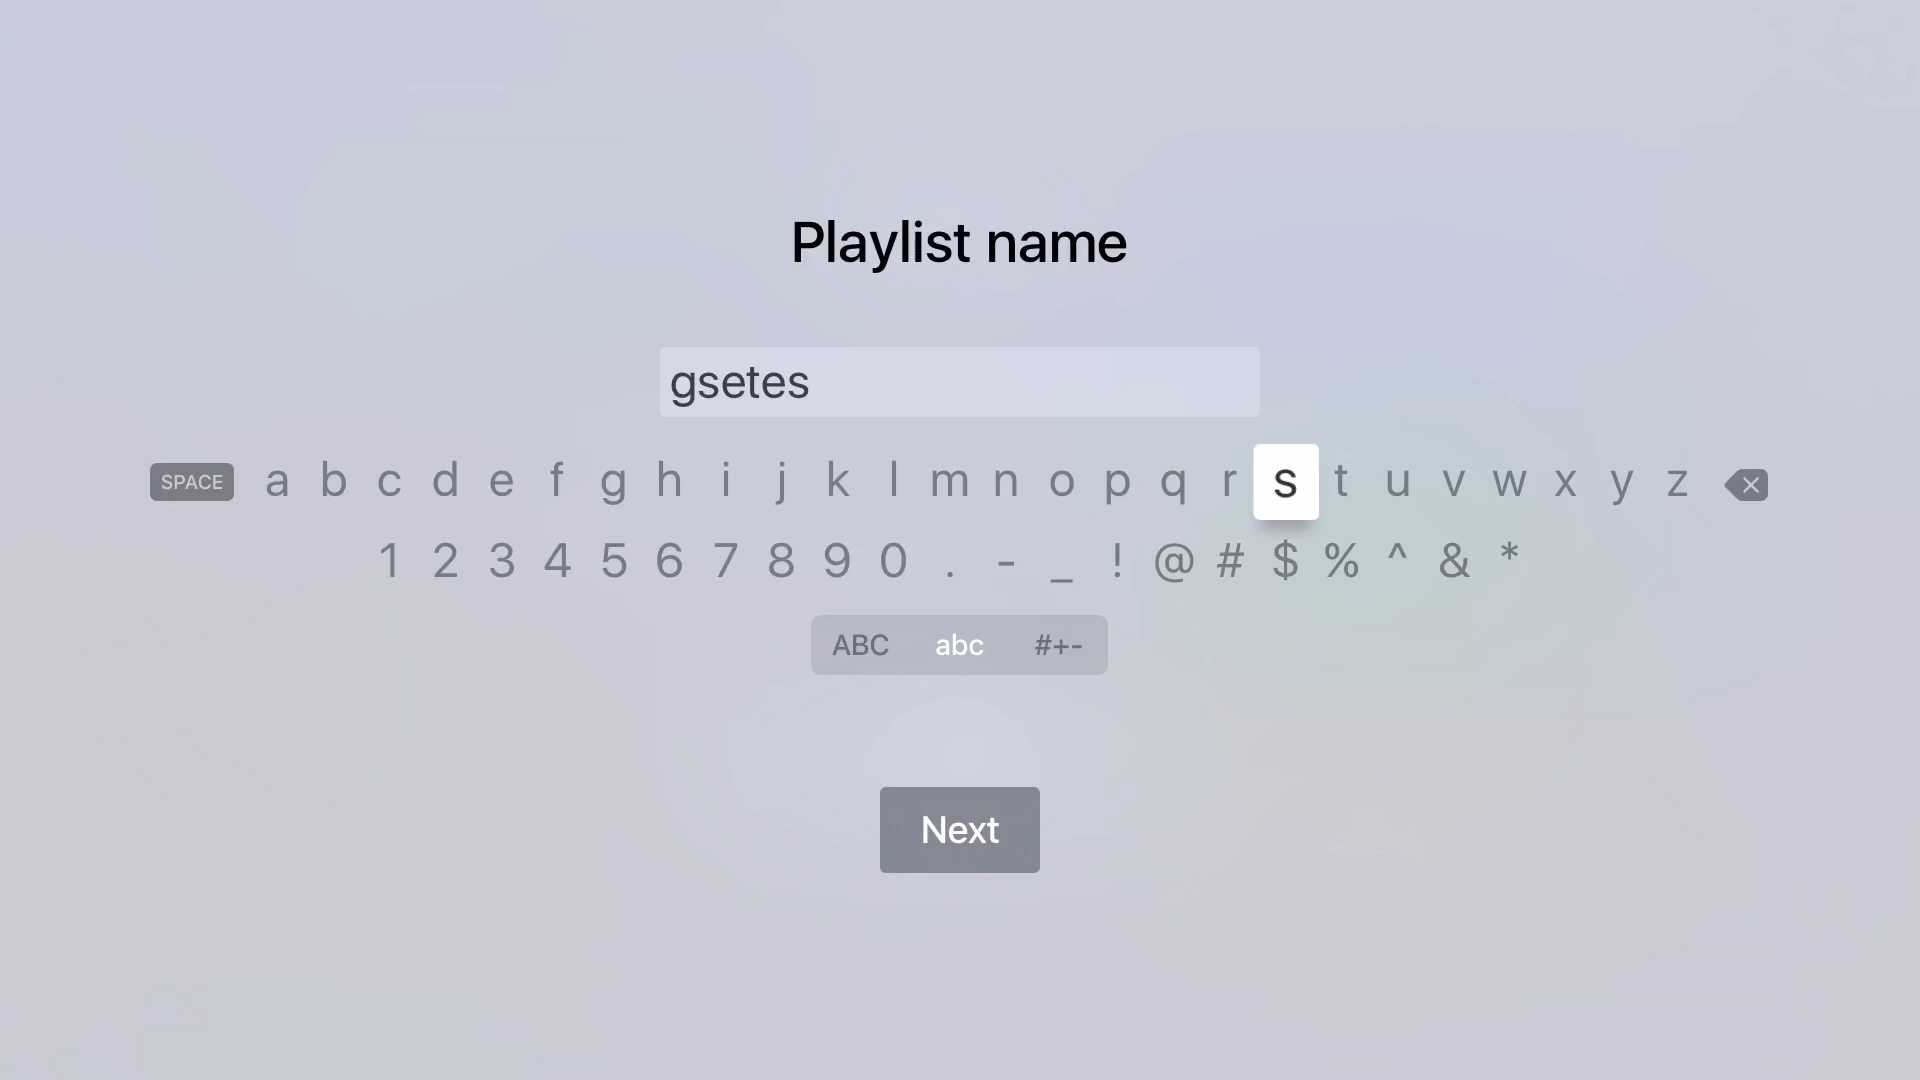 Playlist name
gsetes
SPACE a b c d e f g h i j k l m n o p q r s t u v w x y z
1 2 3 4 5 6 7 8 9 0 . - _ ! @ # $ % ^ & *
ABC abc #+-
Next